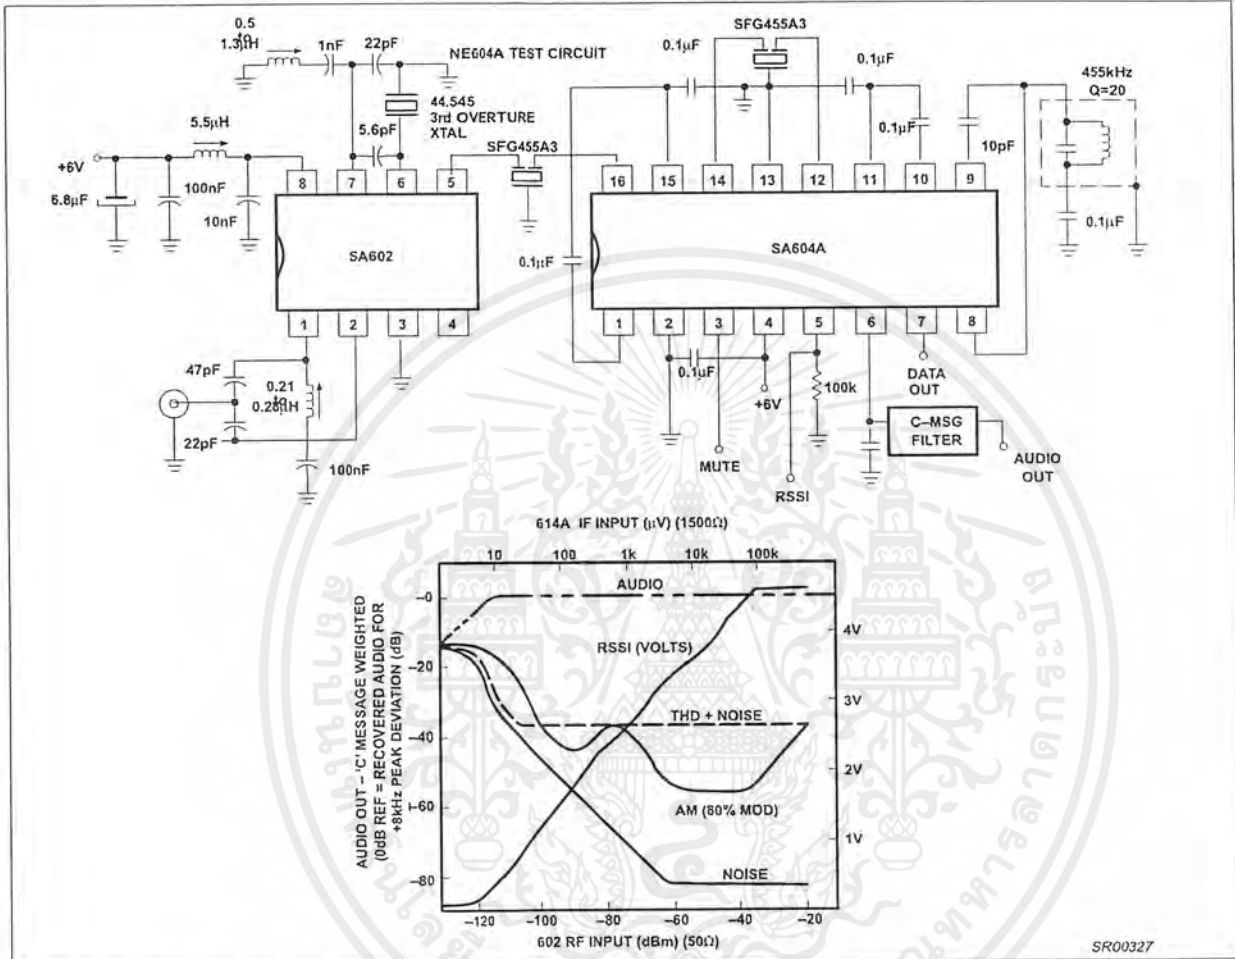 0.5
to
1.3μH
1nF
22pF
NE604A TEST CIRCUIT
44.545
3rd OVERTURE
XTAL
5.5μH
5.6pF
SFG455A3
+6V
6.8μF
100nF
10nF
8
7
6
5
SA602
1
2
3
4
47pF
0.21
to
0.28μH
22pF
100nF
SFG455A3
0.1μF
0.1μF
0.1μF
10pF
455kHz
Q=20
0.1μF
16
15
14
13
12
11
10
9
0.1μF
SA604A
1
2
3
4
5
6
7
8
0.1μF
+6V
100k
DATA
OUT
C–MSG
FILTER
AUDIO
OUT
MUTE
RSSI
614A IF INPUT (μV) (1500Ω)
10
100
1k
10k
100k
AUDIO OUT – 'C' MESSAGE WEIGHTED
(0dB REF = RECOVERED AUDIO FOR
+8kHz PEAK DEVIATION (dB)
–0
–20
–40
–60
–80
AUDIO
RSSI (VOLTS)
THD + NOISE
AM (80% MOD)
NOISE
4V
3V
2V
1V
–120
–100
–80
–60
–40
–20
602 RF INPUT (dBm) (50Ω)
SR00327